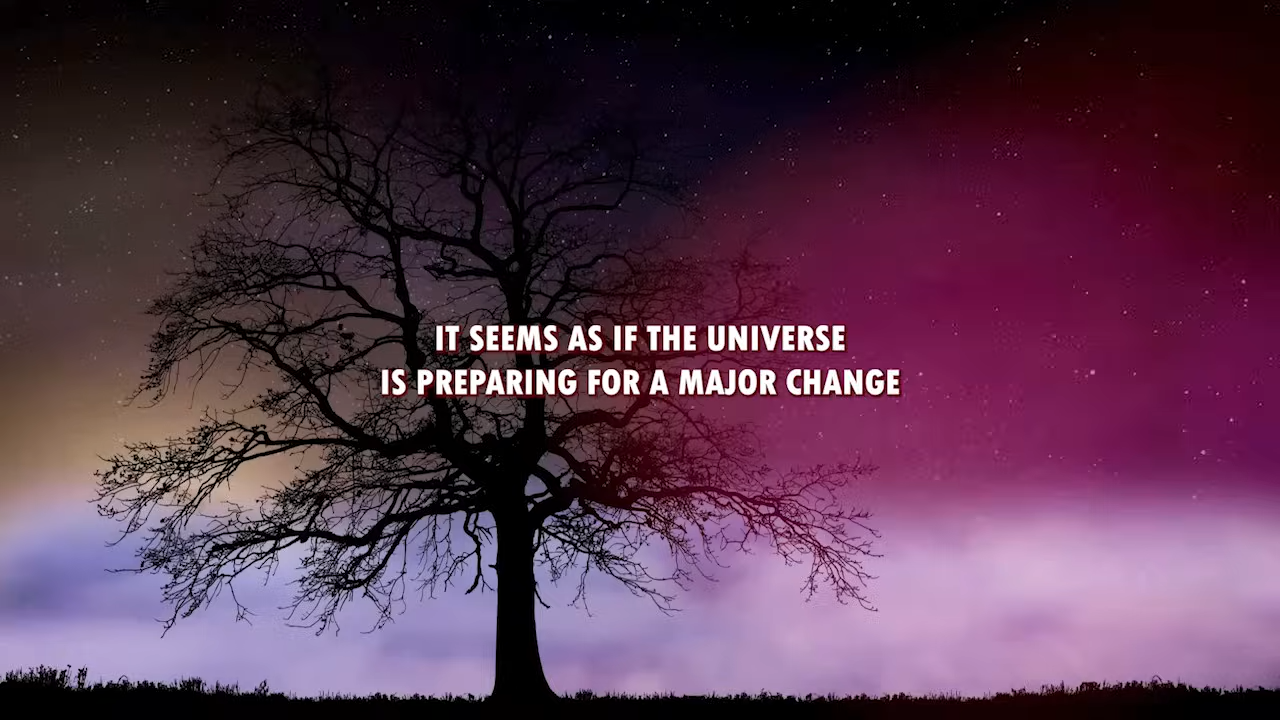 IT SEEMS AS IF THE UNIVERSE
IS PREPARING FOR A MAJOR CHANGE